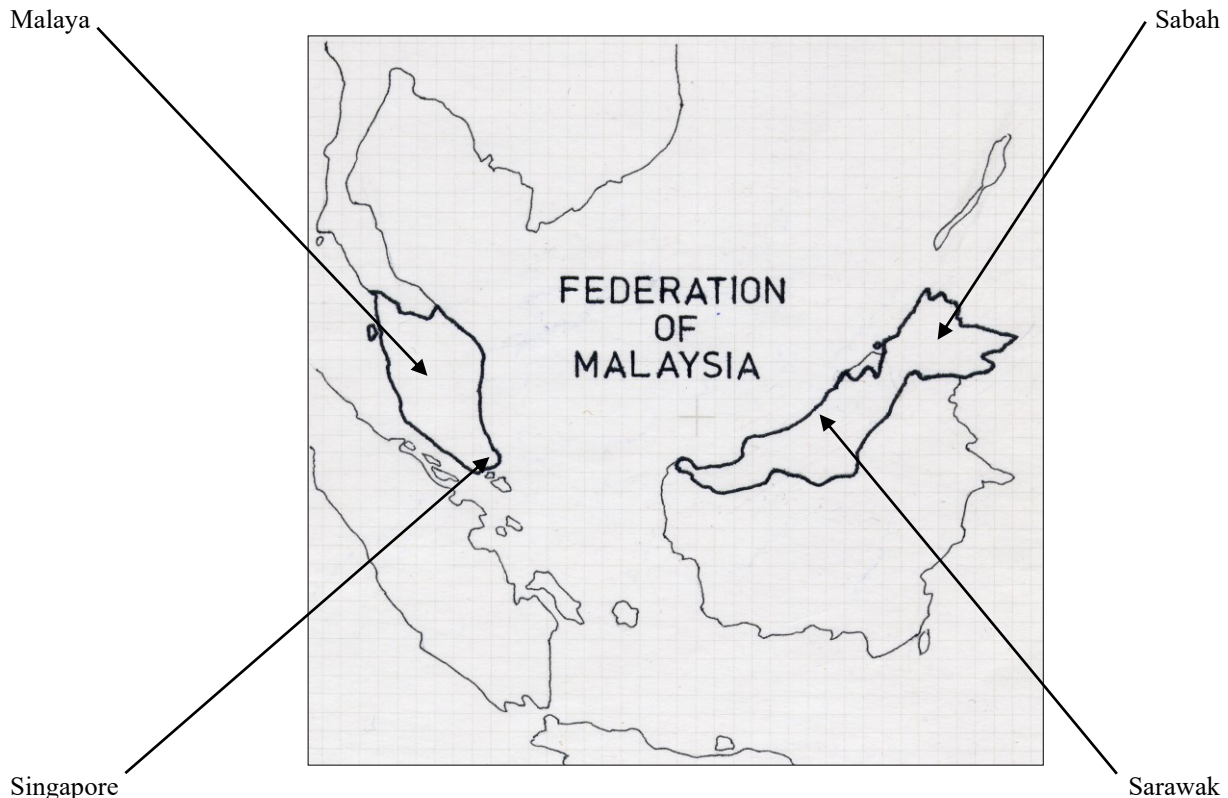 Malaya
Sabah
FEDERATION
OF
MALAYSIA
Singapore
Sarawak